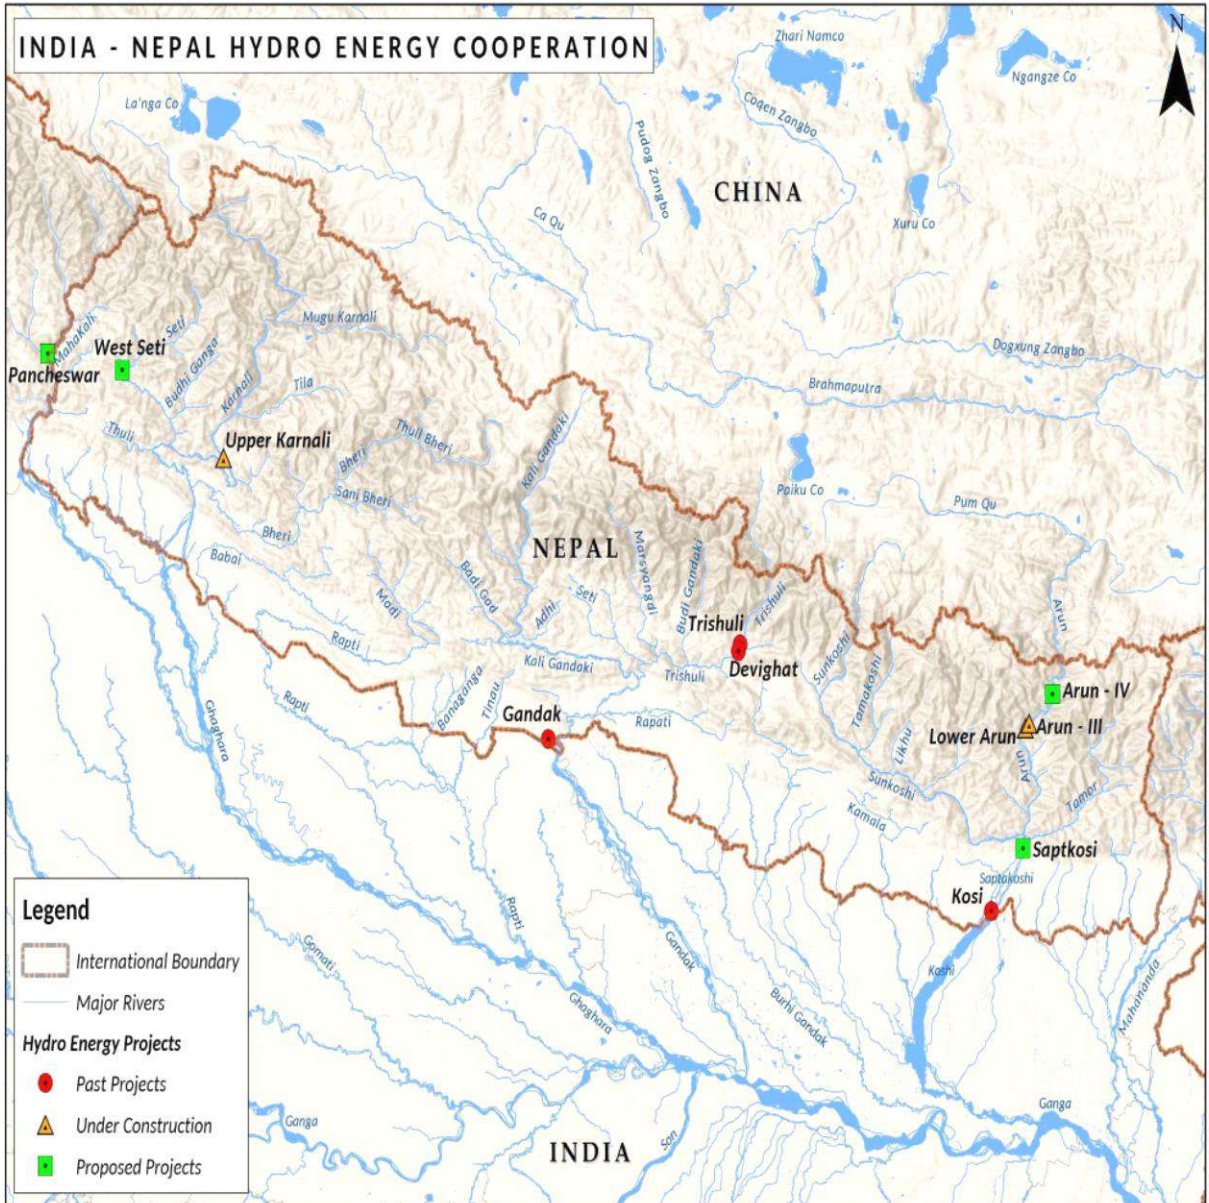 INDIA - NEPAL HYDRO ENERGY COOPERATION
N
Zhari Namco
Ngangze Co
La'nga Co
Coqen Zangbo
Pudog Zangbo
CHINA
Ca Qu
Xuru Co
Mugu Karnali
MahaKali
Seti
West Seti
Pancheswar
Budhi Ganga
Karnali
Tila
Dogxung Zangbo
Brahmaputra
Thuli
Upper Karnali
Thuli Bheri
Bheri
Kali Gandaki
Sani Bheri
Paiku Co
Pum Qu
Bheri
Babai
NEPAL
Badi Gad
Marsyangdi
Budi Gandaki
Madi
Adhi
Seti
Trishuli
Arun
Rapti
Trishuli
Sunkoshi
Tamakoshi
Kali Gandaki
Trishuli
Devighat
Rapti
Banaganga
Tinau
Gandak
Rapati
Arun - IV
Ghaghara
Lower Arun
Arun - III
Likhu
Arun
Sunkoshi
Tamor
Kamala
Saptkosi
Saptakoshi
Kosi
Rapti
Gandak
Koshi
Gomati
Ghaghara
Burhi Gandak
Mahananda
Ganga
Ganga
Son
INDIA
Legend
International Boundary
Major Rivers
Hydro Energy Projects
Past Projects
Under Construction
Proposed Projects